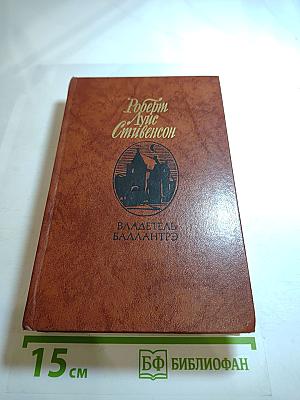 Роберт
Луис
Стивенсон
ВЛАДЕТЕЛЬ
БАЛЛАНТРЭ
15 см
БФ БИБЛИОФАН